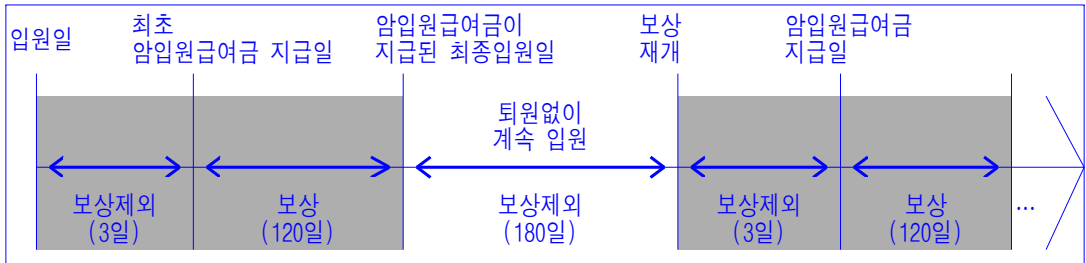 입원일
최초
암입원급여금 지급일
암입원급여금이
지급된 최종입원일
보상
재개
암입원급여금
지급일
퇴원없이
계속 입원
보상제외
(3일)
보상
(120일)
보상제외
(180일)
보상제외
(3일)
보상
(120일)
...